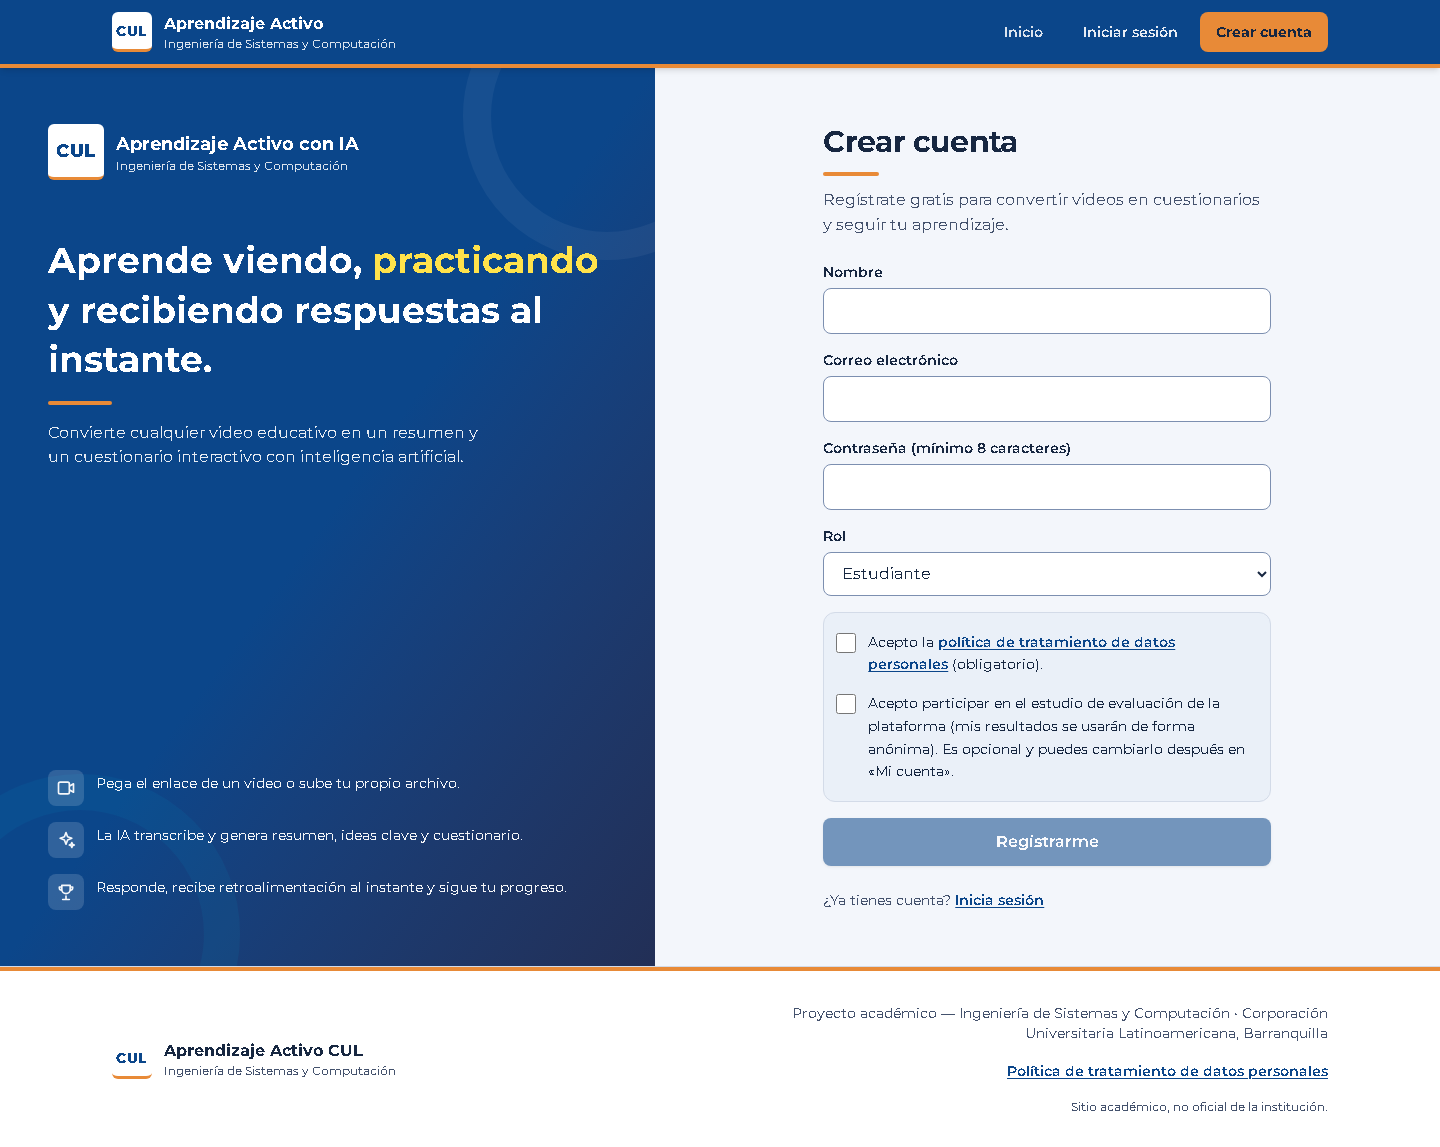 CUL
Aprendizaje Activo
Ingeniería de Sistemas y Computación
Inicio
Iniciar sesión
Crear cuenta
CUL
Aprendizaje Activo con IA
Ingeniería de Sistemas y Computación
Aprende viendo, practicando
y recibiendo respuestas al
instante.
Convierte cualquier video educativo en un resumen y
un cuestionario interactivo con inteligencia artificial.
Pega el enlace de un video o sube tu propio archivo.
La IA transcribe y genera resumen, ideas clave y cuestionario.
Responde, recibe retroalimentación al instante y sigue tu progreso.
Crear cuenta
Regístrate gratis para convertir videos en cuestionarios
y seguir tu aprendizaje.
Nombre
Correo electrónico
Contraseña (mínimo 8 caracteres)
Rol
Estudiante
Acepto la política de tratamiento de datos
personales (obligatorio).
Acepto participar en el estudio de evaluación de la
plataforma (mis resultados se usarán de forma
anónima). Es opcional y puedes cambiarlo después en
«Mi cuenta».
Registrarme
¿Ya tienes cuenta? Inicia sesión
CUL
Aprendizaje Activo CUL
Ingeniería de Sistemas y Computación
Proyecto académico — Ingeniería de Sistemas y Computación · Corporación
Universitaria Latinoamericana, Barranquilla
Política de tratamiento de datos personales
Sitio académico, no oficial de la institución.